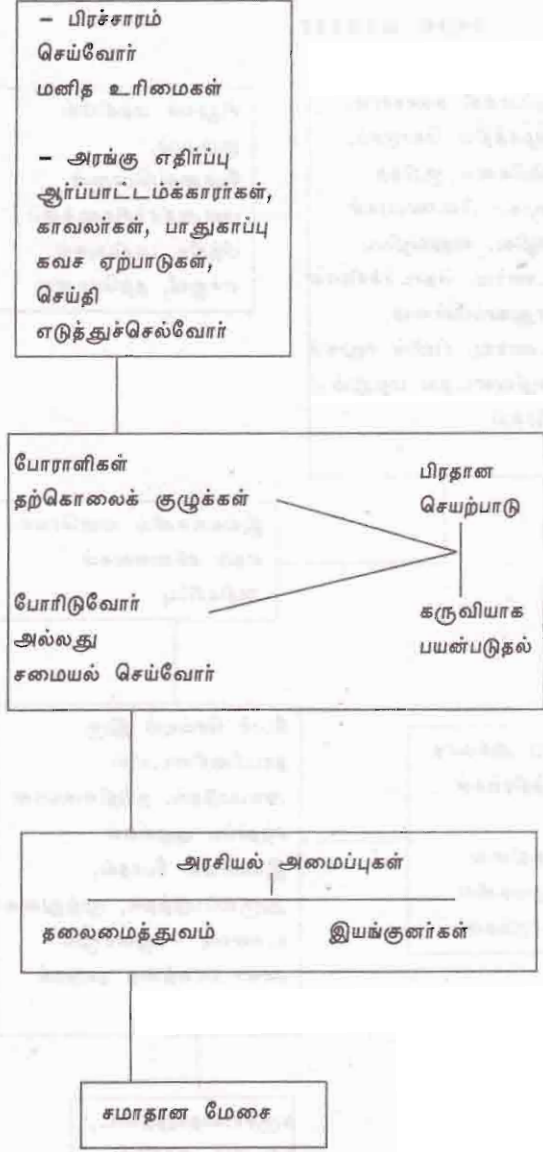 – பிரச்சாரம்
செய்வோர்
மனித உரிமைகள்
– அரங்கு எதிர்ப்பு
ஆர்ப்பாட்டம்க்காரர்கள்,
காவலர்கள், பாதுகாப்பு
கவச ஏற்பாடுகள்,
செய்தி
எடுத்துச்செல்வோர்
போராளிகள்
தற்கொலைக் குழுக்கள்
பிரதான
செயற்பாடு
போரிடுவோர்
அல்லது
சமையல் செய்வோர்
கருவியாக
பயன்படுதல்
அரசியல் அமைப்புகள்
தலைமைத்துவம்
இயங்குனர்கள்
சமாதான மேசை